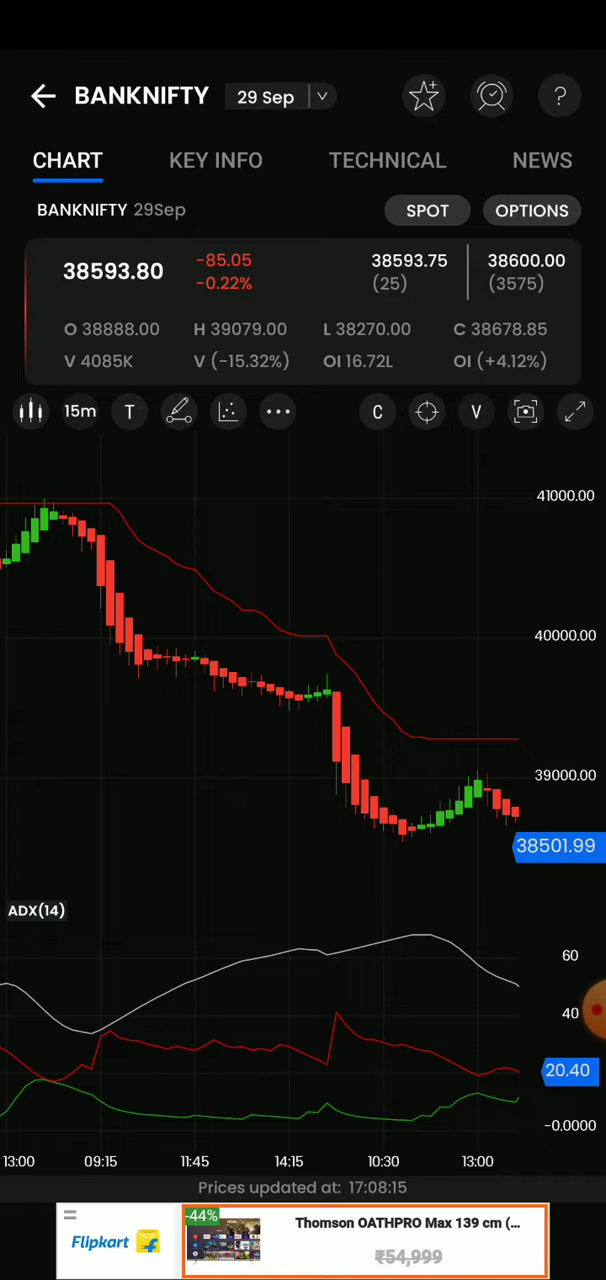 BANKNIFTY 29 Sep ?
CHART KEY INFO TECHNICAL NEWS
BANKNIFTY 29Sep SPOT OPTIONS
38593.80 -85.05 38593.75 38600.00
-0.22% (25) (3575)
O 38888.00 H 39079.00 L 38270.00 C 38678.85
V 4085K V (-15.32%) OI 16.72L OI (+4.12%)
15m T C V
41000.00
40000.00
39000.00
38501.99
ADX(14)
60
40
20.40
-0.0000
13:00 09:15 11:45 14:15 10:30 13:00
Prices updated at: 17:08:15
-44%
Flipkart
Thomson OATHPRO Max 139 cm (...
₹54,999